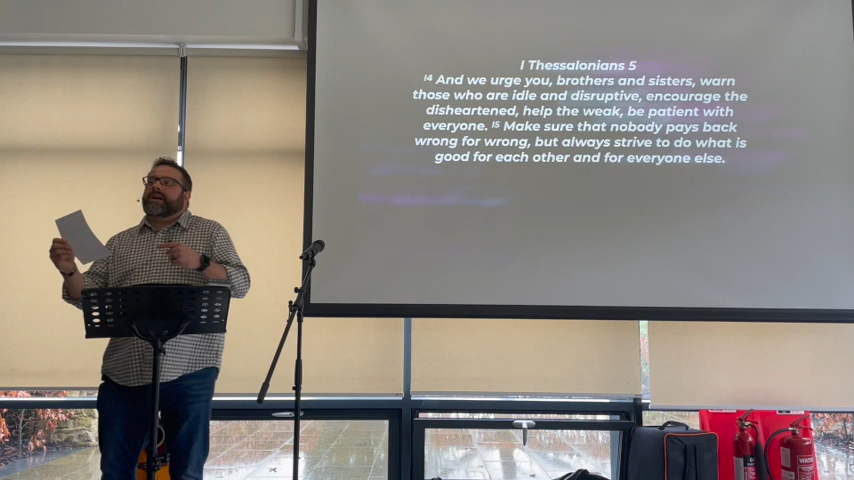 I Thessalonians 5
14 And we urge you, brothers and sisters, warn
those who are idle and disruptive, encourage the
disheartened, help the weak, be patient with
everyone. 15 Make sure that nobody pays back
wrong for wrong, but always strive to do what is
good for each other and for everyone else.
WATER